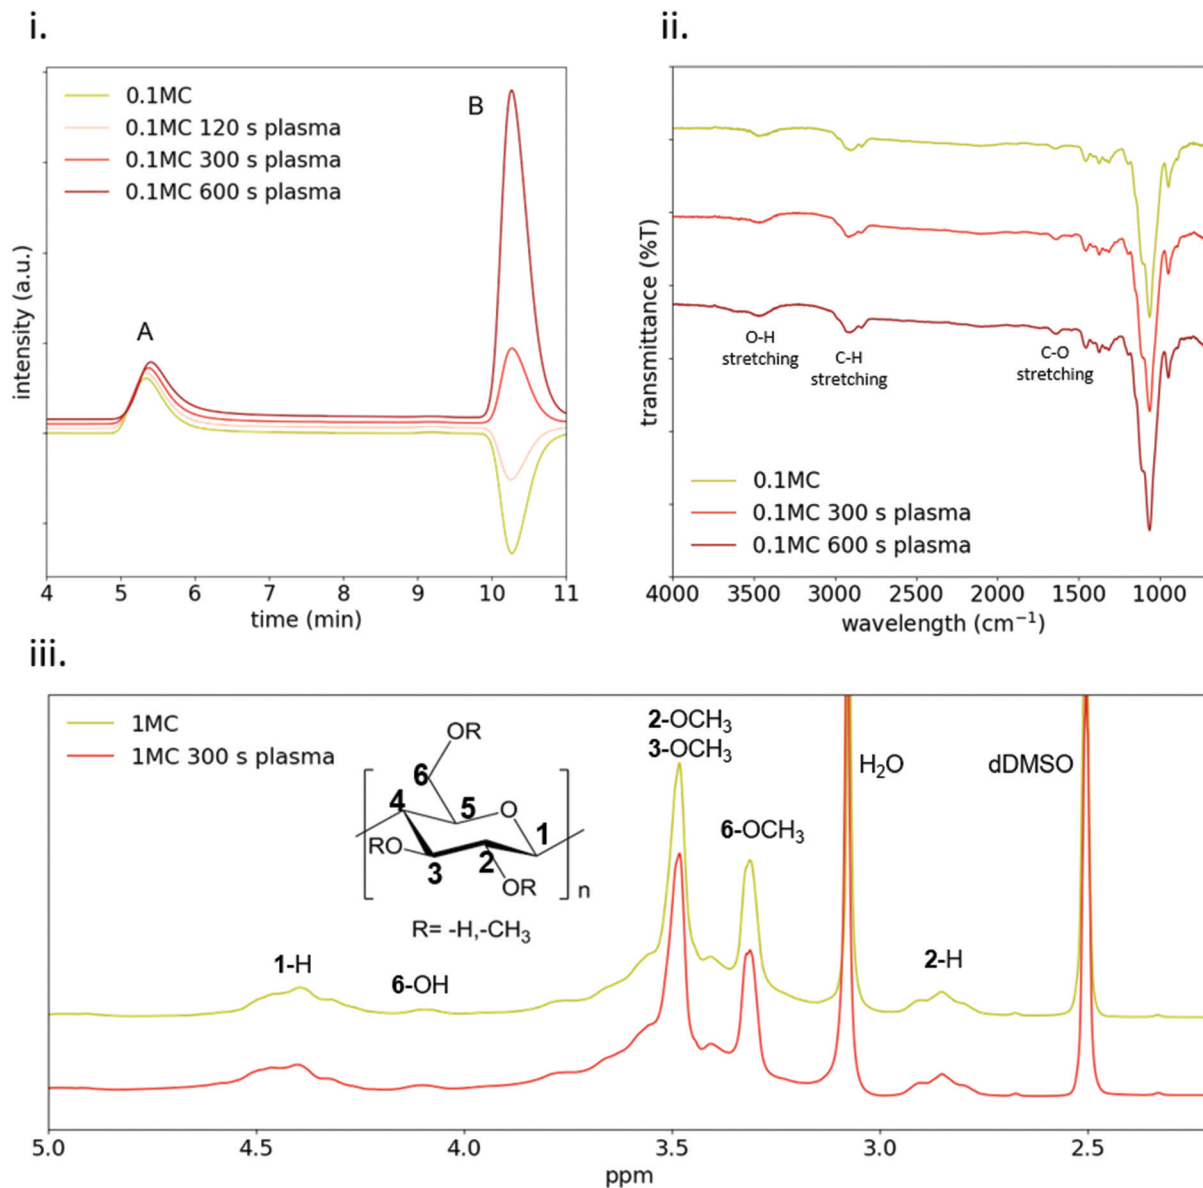 i.
0.1MC
0.1MC 120 s plasma
0.1MC 300 s plasma
0.1MC 600 s plasma
A
B
intensity (a.u.)
4 5 6 7 8 9 10 11
time (min)
ii.
transmittance (%T)
O-H
stretching
C-H
stretching
C-O
stretching
0.1MC
0.1MC 300 s plasma
0.1MC 600 s plasma
4000 3500 3000 2500 2000 1500 1000
wavelength (cm⁻¹)
iii.
1MC
1MC 300 s plasma
OR
6
4
5
O
1
RO
3
2
OR
n
R= -H,-CH₃
2-OCH₃
3-OCH₃
6-OCH₃
H₂O
dDMSO
1-H
6-OH
2-H
5.0 4.5 4.0 3.5 3.0 2.5
ppm